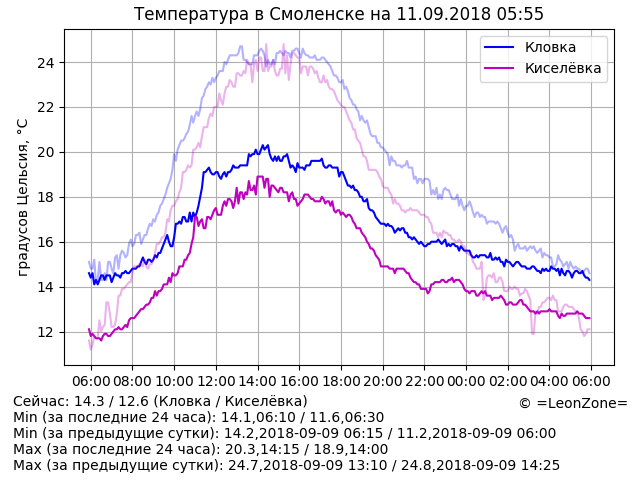 Температура в Смоленске на 11.09.2018 05:55
Кловка
Киселёвка
градусов Цельсия, °C
24
22
20
18
16
14
12
06:00 08:00 10:00 12:00 14:00 16:00 18:00 20:00 22:00 00:00 02:00 04:00 06:00
Сейчас: 14.3 / 12.6 (Кловка / Киселёвка)
© =LeonZone=
Min (за последние 24 часа): 14.1,06:10 / 11.6,06:30
Min (за предыдущие сутки): 14.2,2018-09-09 06:15 / 11.2,2018-09-09 06:00
Max (за последние 24 часа): 20.3,14:15 / 18.9,14:00
Max (за предыдущие сутки): 24.7,2018-09-09 13:10 / 24.8,2018-09-09 14:25